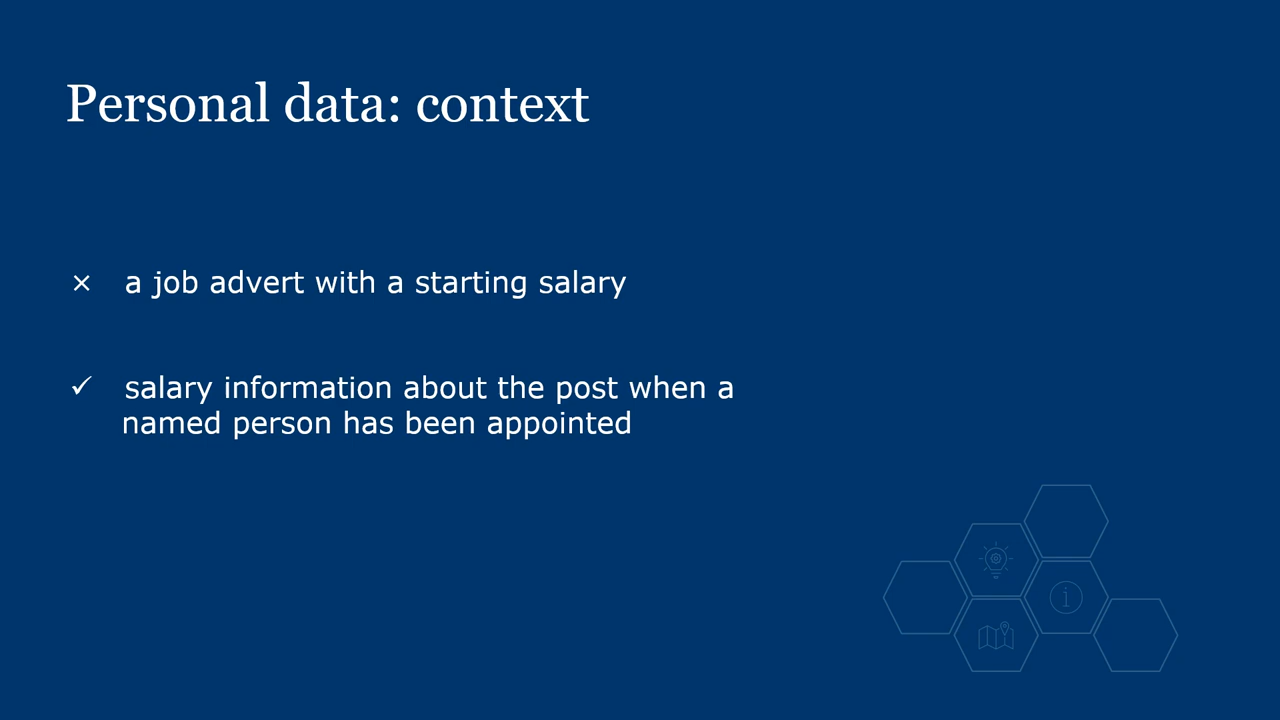 Personal data: context
× a job advert with a starting salary
✓ salary information about the post when a
named person has been appointed
i